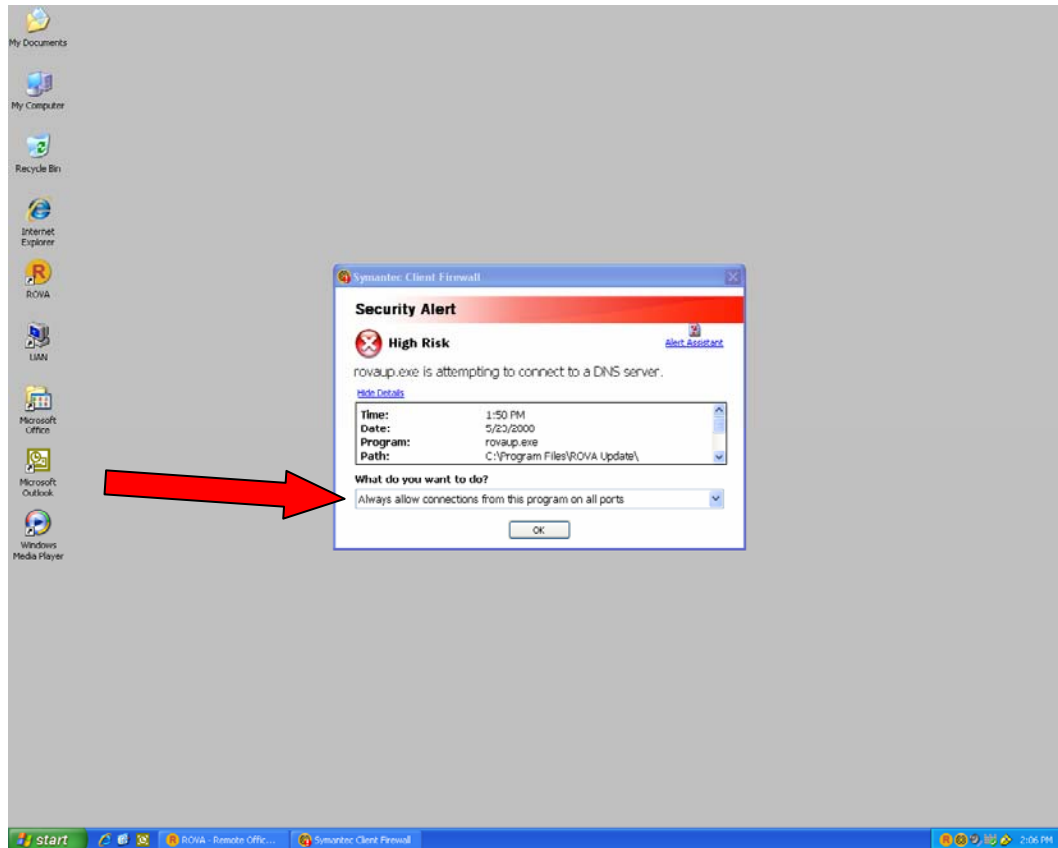 My Documents
My Computer
Recycle Bin
Internet
Explorer
ROVA
Microsoft
Office
Microsoft
Outlook
Windows
Media Player
Symantec Client Firewall
Security Alert
High Risk
Alert Assistant
rovaup.exe is attempting to connect to a DNS server.
Hide Details
Time: 1:50 PM
Date:
Program: rovaup.exe
Path: C:\Program Files\ROVA Update\
What do you want to do?
Always allow connections from this program on all ports
OK
start
ROVA - Remote Offic...
Symantec Client Firewall
2:06 PM